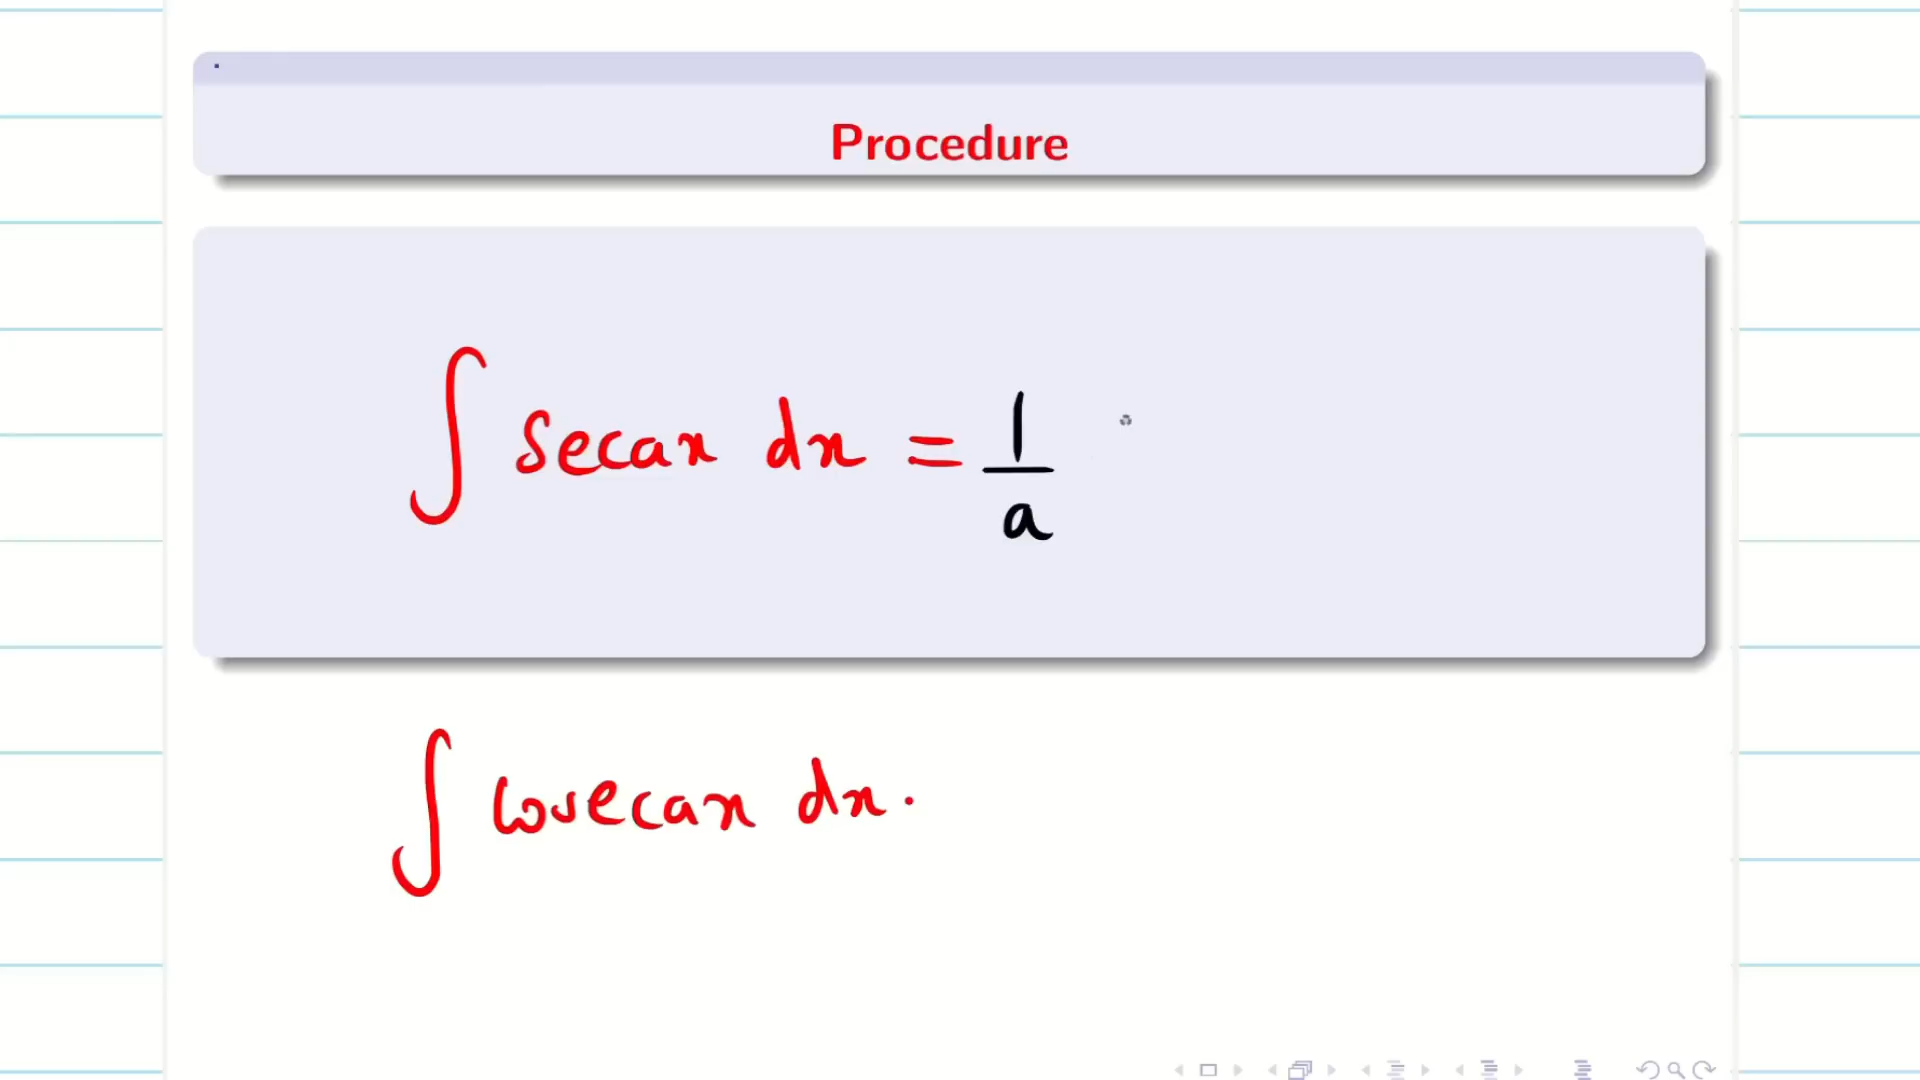 Procedure
∫ secax dx = 1/a
∫ cosecax dx.